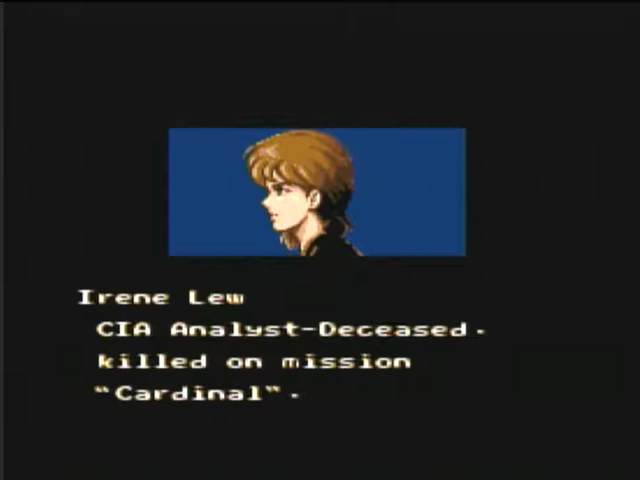 Irene Lew
CIA Analyst-Deceased.
killed on mission
"Cardinal".